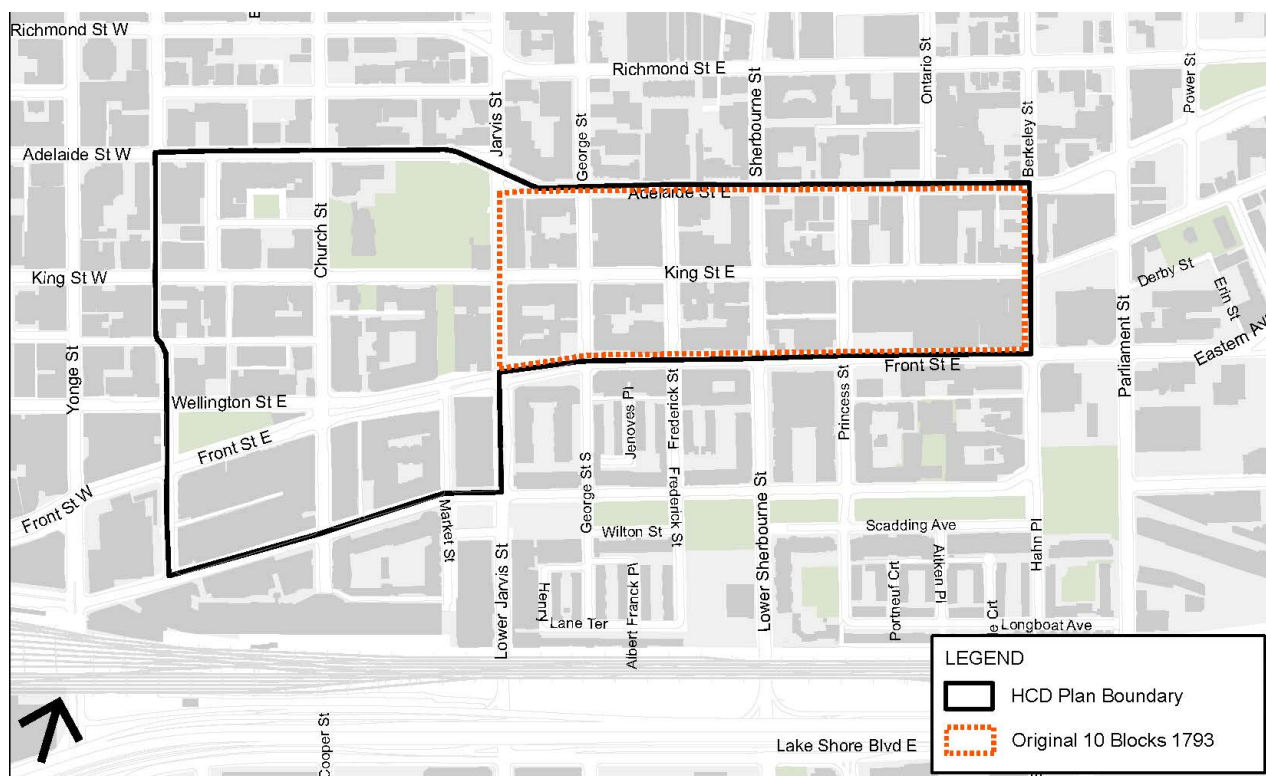 Richmond St W
Richmond St E
Ontario St
Power St
Jarvis St
George St
Sherbourne St
Berkeley St
Adelaide St W
Adelaide St E
Church St
King St W
King St E
Derby St
Erin St
Eastern Av
Parliament St
Yonge St
Wellington St E
Front St E
Front St E
Front St W
Jenoves Pl
Frederick St
Princess St
George St S
Frederick St
Market St
Lower Jarvis St
Wilton St
Lower Sherbourne St
Scadding Ave
Hahn Pl
Henry
Lane Ter
Albert Franck Pl
Portneuf Crt
Aitken Pl
Longboat Ave
Cooper St
Lake Shore Blvd E
LEGEND
HCD Plan Boundary
Original 10 Blocks 1793